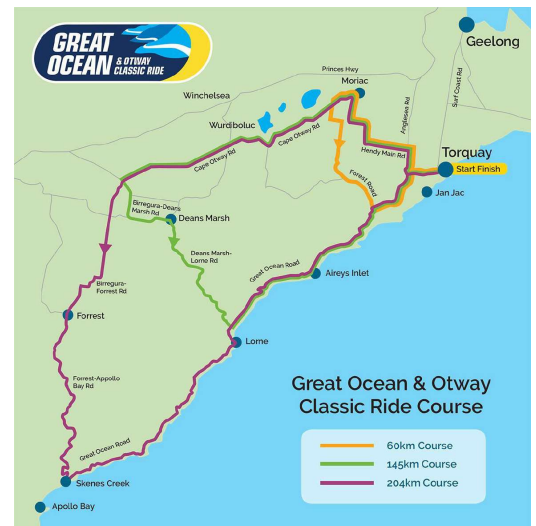 GREAT
OCEAN
& OTWAY
CLASSIC RIDE
Geelong
Princes Hwy
Moriac
Winchelsea
Surf Coast Rd
Anglesea Rd
Wurdiboluc
Cape Otway Rd
Cape Otway Rd
Hendy Main Rd
Torquay
Start Finish
Forest Road
Jan Jac
Birregura-Deans
Marsh Rd
Deans Marsh
Deans Marsh-
Lorne Rd
Great Ocean Road
Aireys Inlet
Birregurra-
Forrest Rd
Forrest
Lorne
Forrest-Appollo
Bay Rd
Great Ocean & Otway
Classic Ride Course
Great Ocean Road
60km Course
145km Course
204km Course
Skenes Creek
Apollo Bay